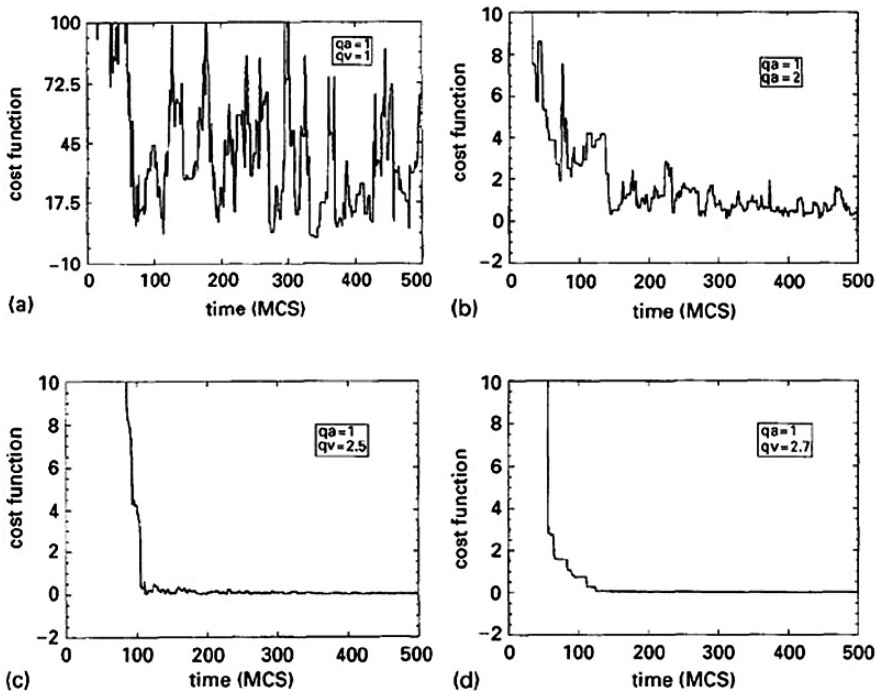 100
72.5
45
17.5
-10
cost function
0 100 200 300 400 500
time (MCS)
qa=1
qv=1
(a)
10
8
6
4
2
0
-2
cost function
0 100 200 300 400 500
time (MCS)
qa=1
qa=2
(b)
10
8
6
4
2
0
-2
cost function
0 100 200 300 400 500
time (MCS)
qa=1
qv=2.5
(c)
10
8
6
4
2
0
-2
cost function
0 100 200 300 400 500
time (MCS)
qa=1
qv=2.7
(d)